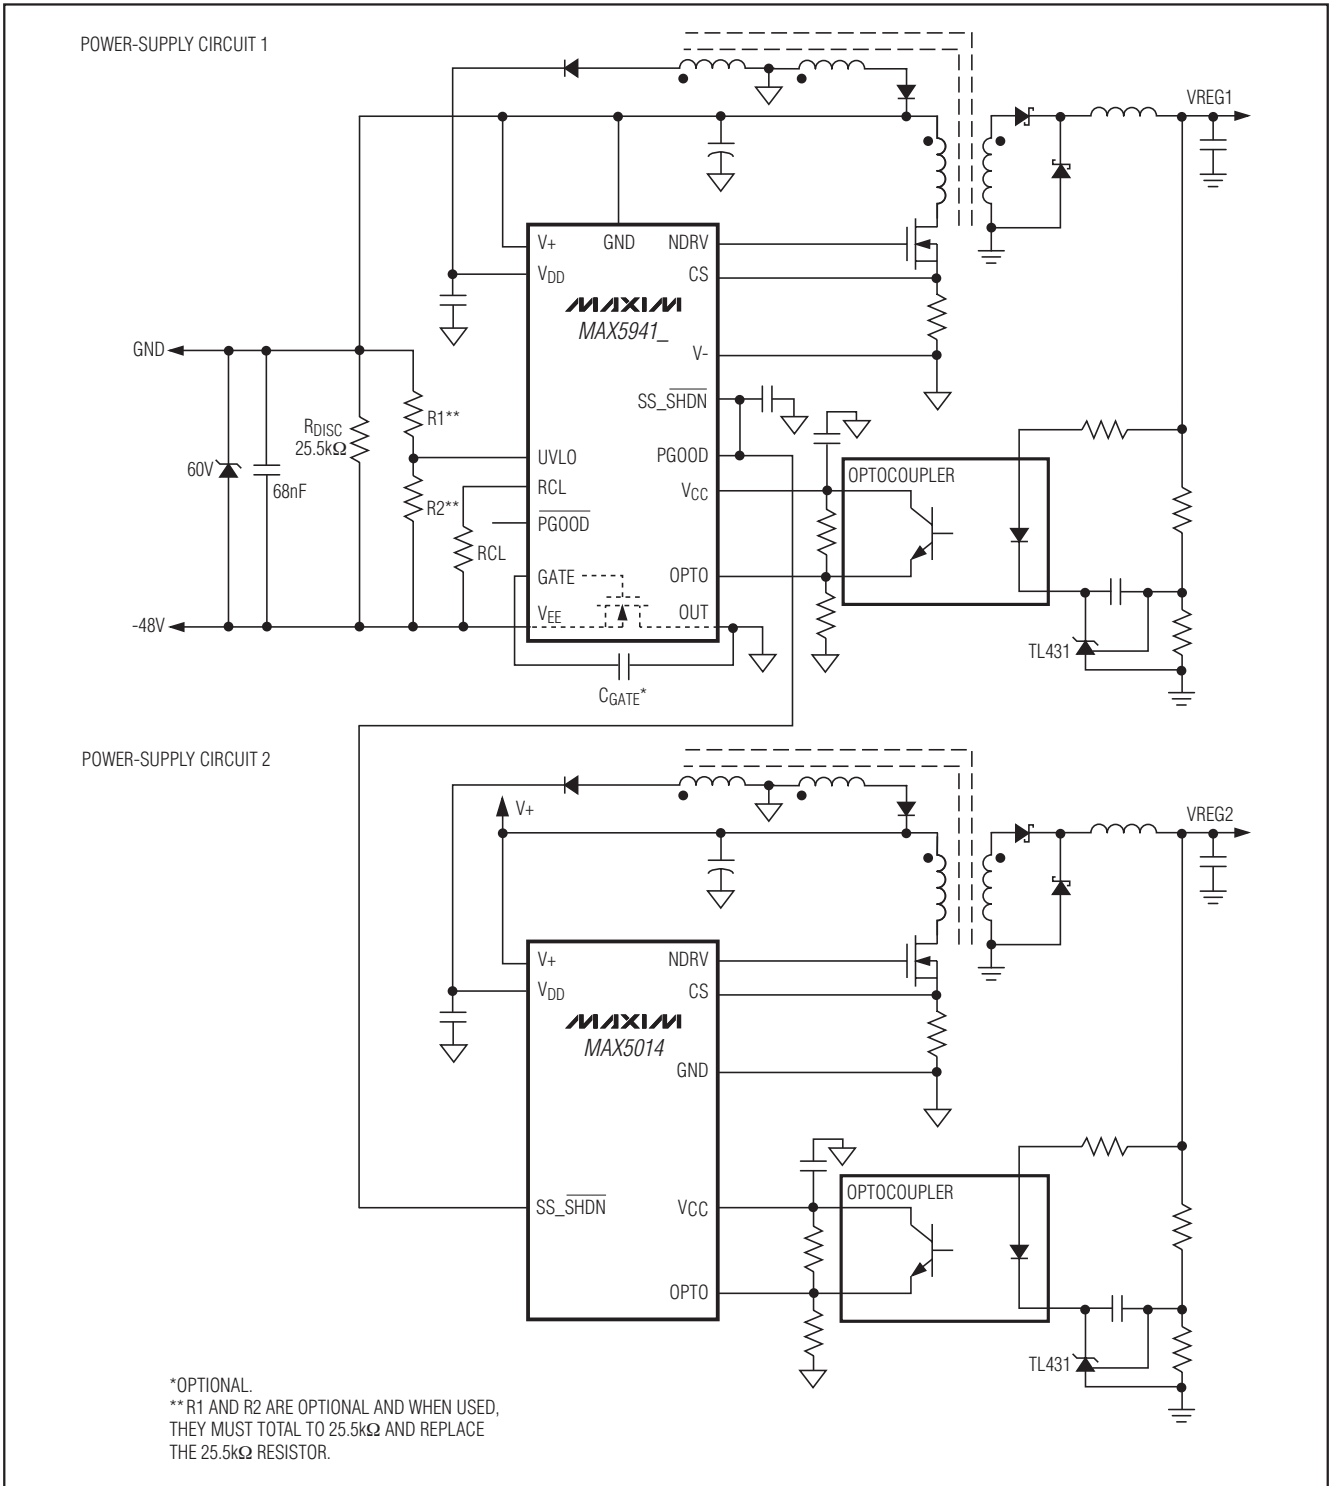 POWER-SUPPLY CIRCUIT 1
VREG1
V+
GND
NDRV
VDD
CS
MAXIM
MAX5941_
GND
V-
SS_SHDN
RDISC
25.5kΩ
R1**
60V
68nF
UVLO
PGOOD
OPTOCOUPLER
RCL
VCC
R2**
PGOOD
RCL
GATE
OPTO
VEE
OUT
-48V
TL431
CGATE*
POWER-SUPPLY CIRCUIT 2
V+
VREG2
V+
NDRV
VDD
CS
MAXIM
MAX5014
GND
OPTOCOUPLER
SS_SHDN
VCC
OPTO
TL431
*OPTIONAL.
**R1 AND R2 ARE OPTIONAL AND WHEN USED,
THEY MUST TOTAL TO 25.5kΩ AND REPLACE
THE 25.5kΩ RESISTOR.